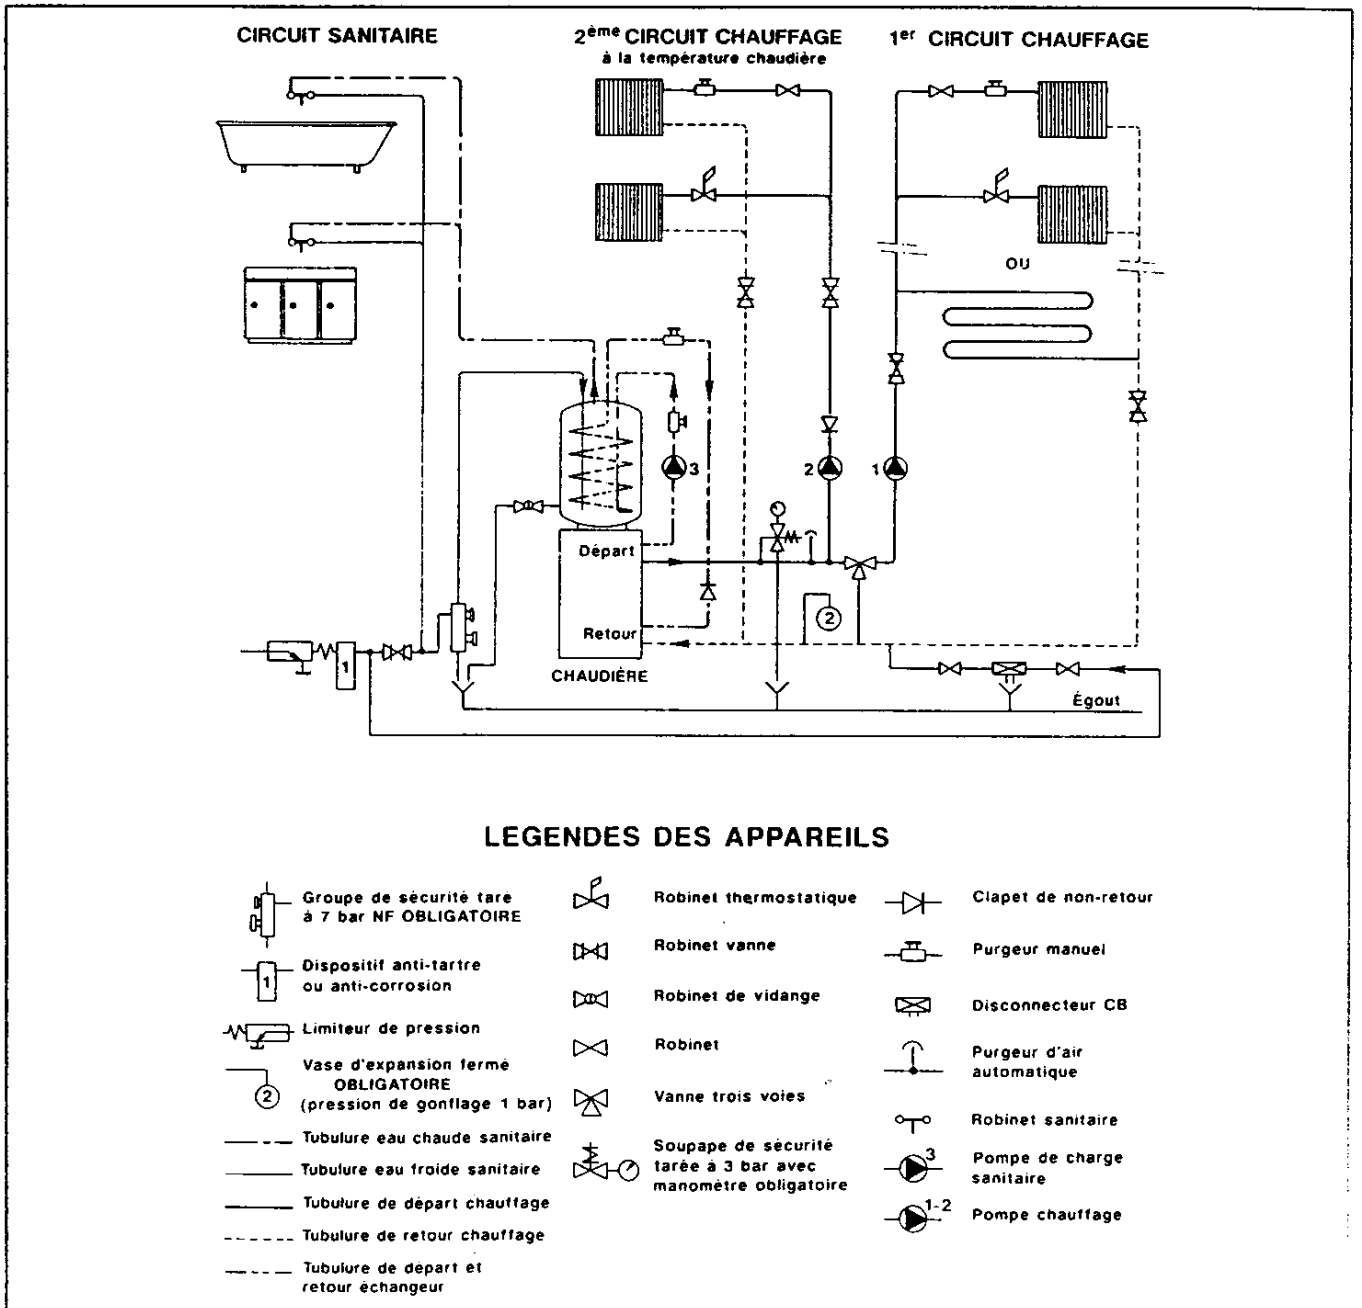 CIRCUIT SANITAIRE
2ème CIRCUIT CHAUFFAGE
à la température chaudière
1er CIRCUIT CHAUFFAGE
OU
3
2
1
Départ
2
Retour
1
CHAUDIÈRE
Égout
LEGENDES DES APPAREILS
Groupe de sécurité taré
à 7 bar NF OBLIGATOIRE
1
Dispositif anti-tartre
ou anti-corrosion
Limiteur de pression
2
Vase d'expansion fermé
OBLIGATOIRE
(pression de gonflage 1 bar)
Tubulure eau chaude sanitaire
Tubulure eau froide sanitaire
Tubulure de départ chauffage
Tubulure de retour chauffage
Tubulure de départ et
retour échangeur
Robinet thermostatique
Robinet vanne
Robinet de vidange
Robinet
Vanne trois voies
Soupape de sécurité
tarée à 3 bar avec
manomètre obligatoire
Clapet de non-retour
Purgeur manuel
Disconnecteur CB
Purgeur d'air
automatique
Robinet sanitaire
3
Pompe de charge
sanitaire
1-2
Pompe chauffage